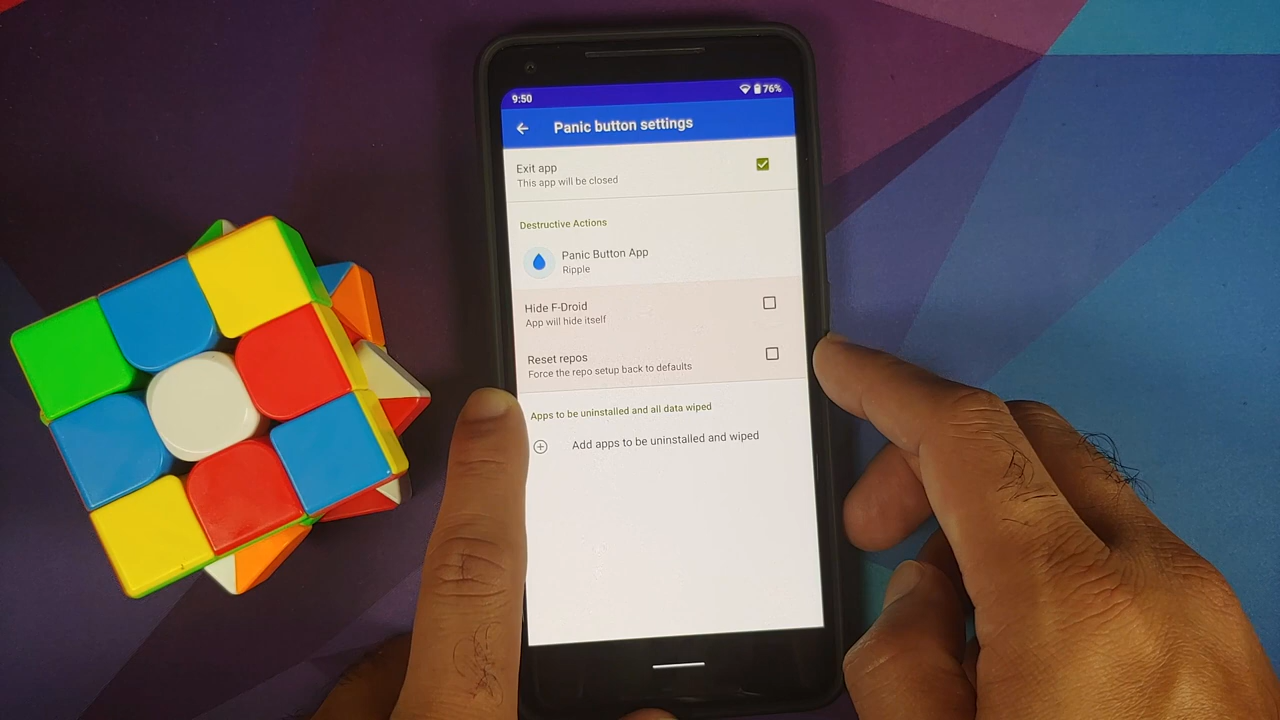 9:50 76%
Panic button settings
Exit app
This app will be closed
Destructive Actions
Panic Button App
Ripple
Hide F-Droid
App will hide itself
Reset repos
Force the repo setup back to defaults
Apps to be uninstalled and all data wiped
Add apps to be uninstalled and wiped